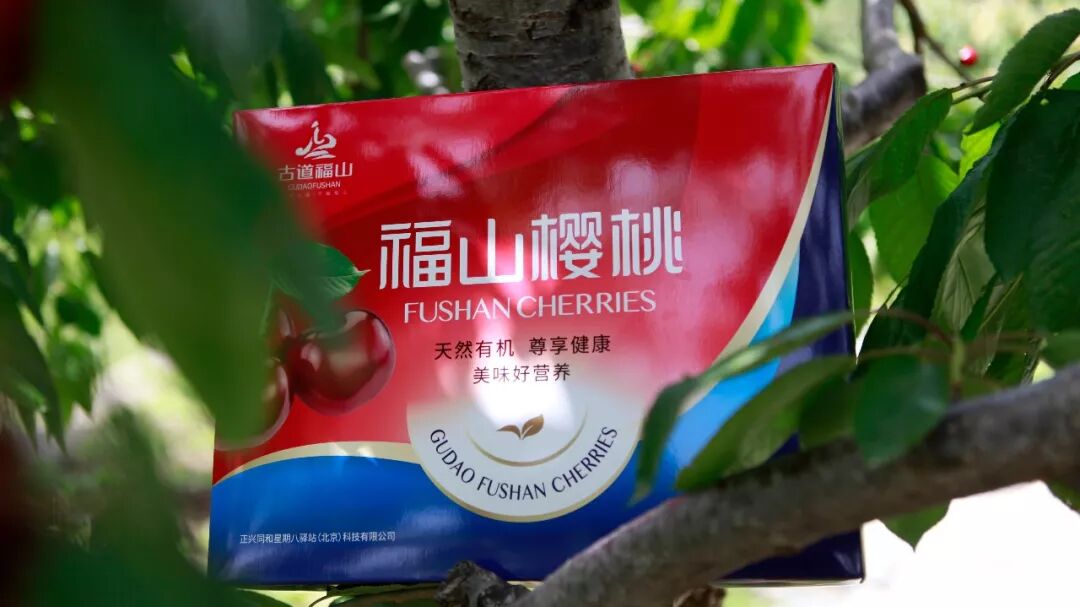 古道福山
GUDAOFUSHAN
福山樱桃
FUSHAN CHERRIES
天然有机 尊享健康
美味好营养
GUDAO FUSHAN CHERRIES
正兴同和星期八驿站(北京)科技有限公司